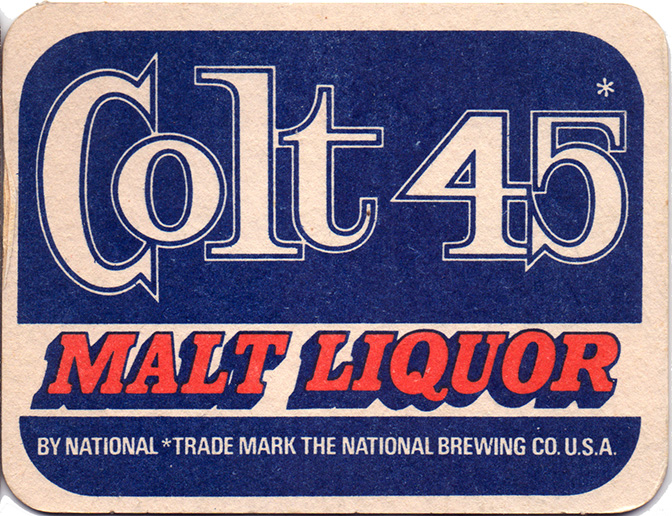 Colt 45*
MALT LIQUOR
BY NATIONAL *TRADE MARK THE NATIONAL BREWING CO. U.S.A.